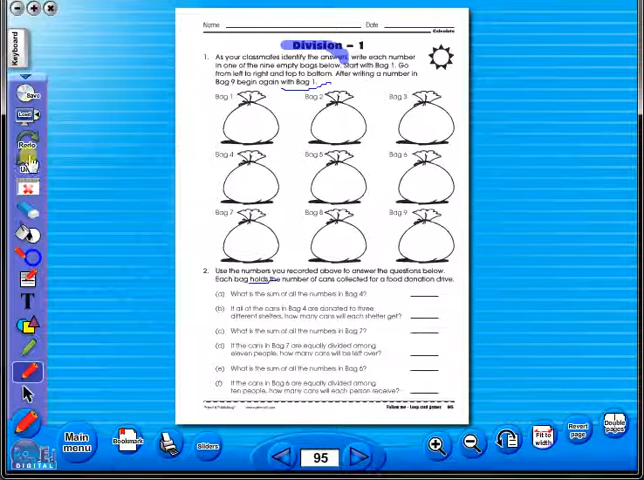 Name Date
Calculate
Division – 1
1. As your classmates identify the answers, write each number
in one of the nine empty bags below. Start with Bag 1. Go
from left to right and top to bottom. After writing a number in
Bag 9 begin again with Bag 1.
Bag 1 Bag 2 Bag 3
Bag 4 Bag 5 Bag 6
Bag 7 Bag 8 Bag 9
2. Use the numbers you recorded above to answer the questions below.
Each bag holds the number of cans collected for a food donation drive.
(a) What is the sum of all the numbers in Bag 4?
(b) If all of the cans in Bag 4 are donated to three
different shelters, how many cans will each shelter get?
(c) What is the sum of all the numbers in Bag 7?
(d) If the cans in Bag 7 are equally divided among
eleven people, how many cans will be left over?
(e) What is the sum of all the numbers in Bag 6?
(f) If the cans in Bag 6 are equally divided among
ten people, how many cans will each person receive?
Follow me – Loop card games
Keyboard
Save
Load
Redo
T
DIGITAL
Main
menu
Bookmark
Sliders
95
Fit to
width
Revert
page
Double
pages